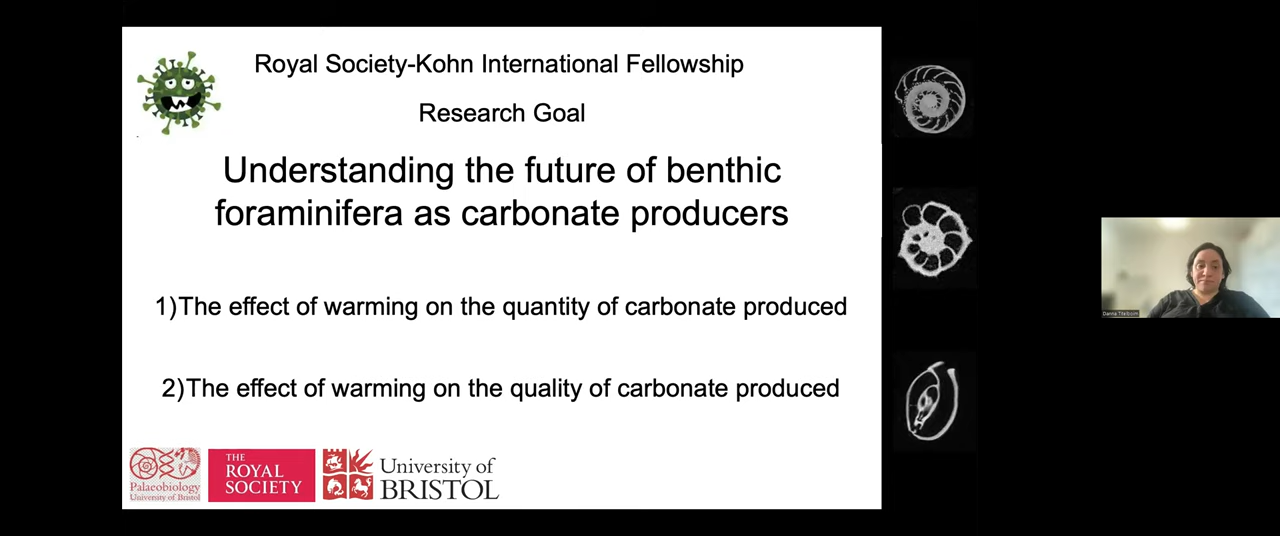 Royal Society-Kohn International Fellowship
Research Goal
Understanding the future of benthic
foraminifera as carbonate producers
1)The effect of warming on the quantity of carbonate produced
2)The effect of warming on the quality of carbonate produced
Palaeobiology
University of Bristol
THE
ROYAL
SOCIETY
University of
BRISTOL
Danna Titelboim